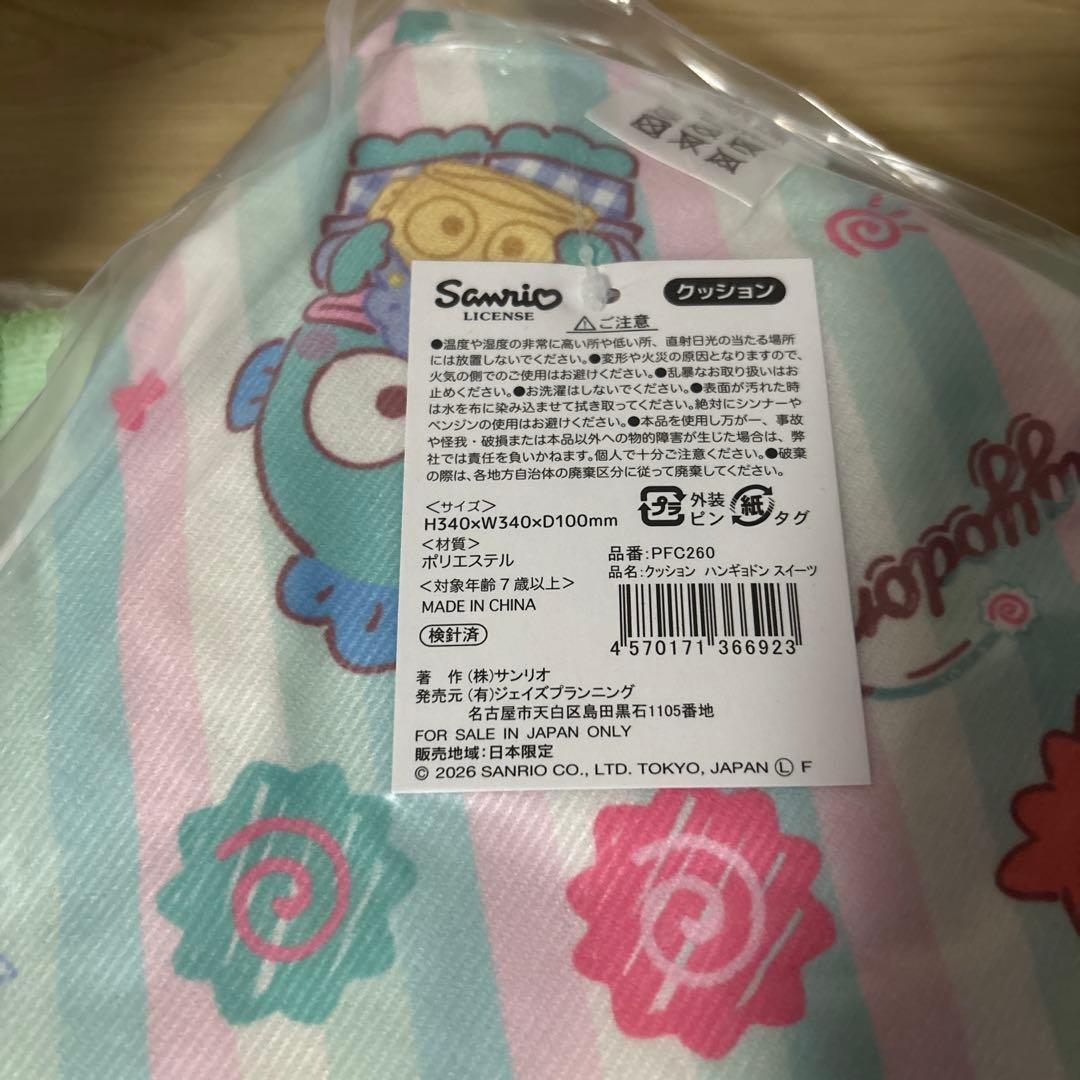 Sanrio
LICENSE
クッション
⚠ご注意
●温度や湿度の非常に高い所や低い所、直射日光の当たる場所
には放置しないでください。●変形や火災の原因となりますので、
火気の側でのご使用はお避けください。●乱暴なお取り扱いはお
止めください。●お洗濯はしないでください。●表面が汚れた時
は水を布に染み込ませて拭き取ってください。絶対にシンナーや
ベンジンの使用はお避けください。●本品を使用し万が一、事故
や怪我・破損または本品以外への物的障害が生じた場合は、弊
社では責任を負いかねます。個人で十分ご注意ください。●破棄
の際は、各地方自治体の廃棄区分に従って廃棄してください。
<サイズ>
H340×W340×D100mm
プラ 外装 ピン 紙 タグ
<材質>
ポリエステル
<対象年齢7歳以上>
MADE IN CHINA
検針済
品番:PFC260
品名:クッション ハンギョドン スイーツ
4 570171 366923
著 作 (株)サンリオ
発売元 (有)ジェイズプランニング
名古屋市天白区島田黒石1105番地
FOR SALE IN JAPAN ONLY
販売地域:日本限定
© 2026 SANRIO CO., LTD. TOKYO, JAPAN Ⓛ F